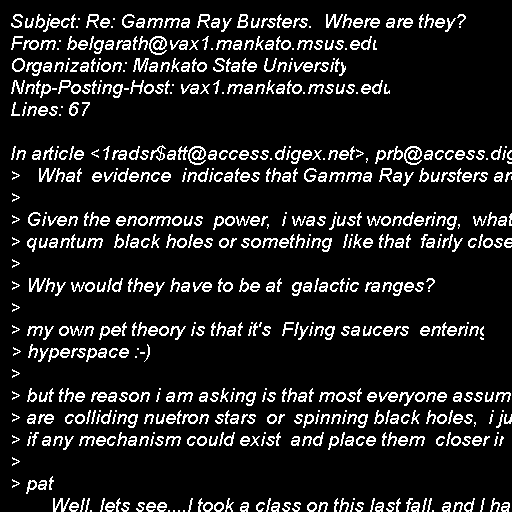 Subject: Re: Gamma Ray Bursters.  Where are they?
From: belgarath@vax1.mankato.msus.edu
Organization: Mankato State University
Nntp-Posting-Host: vax1.mankato.msus.edu
Lines: 67

In article <1radsr$att@access.digex.net>, prb@access.dig
>   What  evidence  indicates that Gamma Ray bursters are
>
> Given the enormous  power,  i was just wondering,  what
> quantum  black holes or something  like that  fairly close
>
> Why would they have to be at  galactic ranges?
>
> my own pet theory is that it's  Flying saucers  entering
> hyperspace :-)
>
> but the reason i am asking is that most everyone assum
> are  colliding nuetron stars  or  spinning black holes,  i ju
> if any mechanism could exist  and place them  closer in
>
> pat
Well, lets see....I took a class on this last fall, and I ha